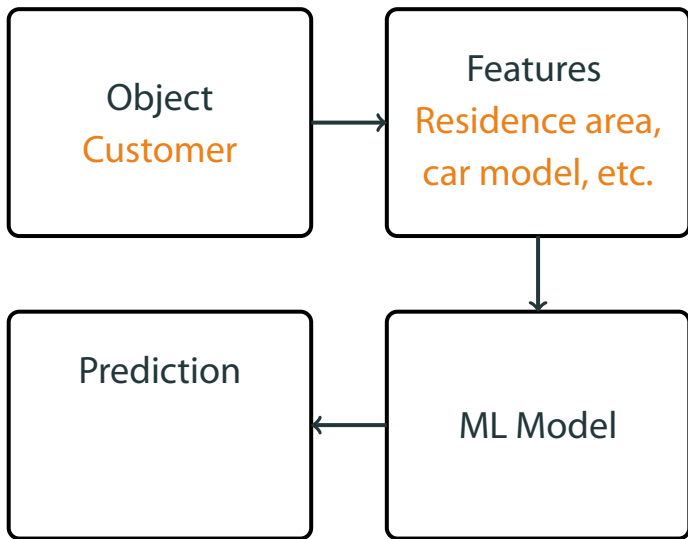 Object
Customer
Features
Residence area,
car model, etc.
Prediction
ML Model